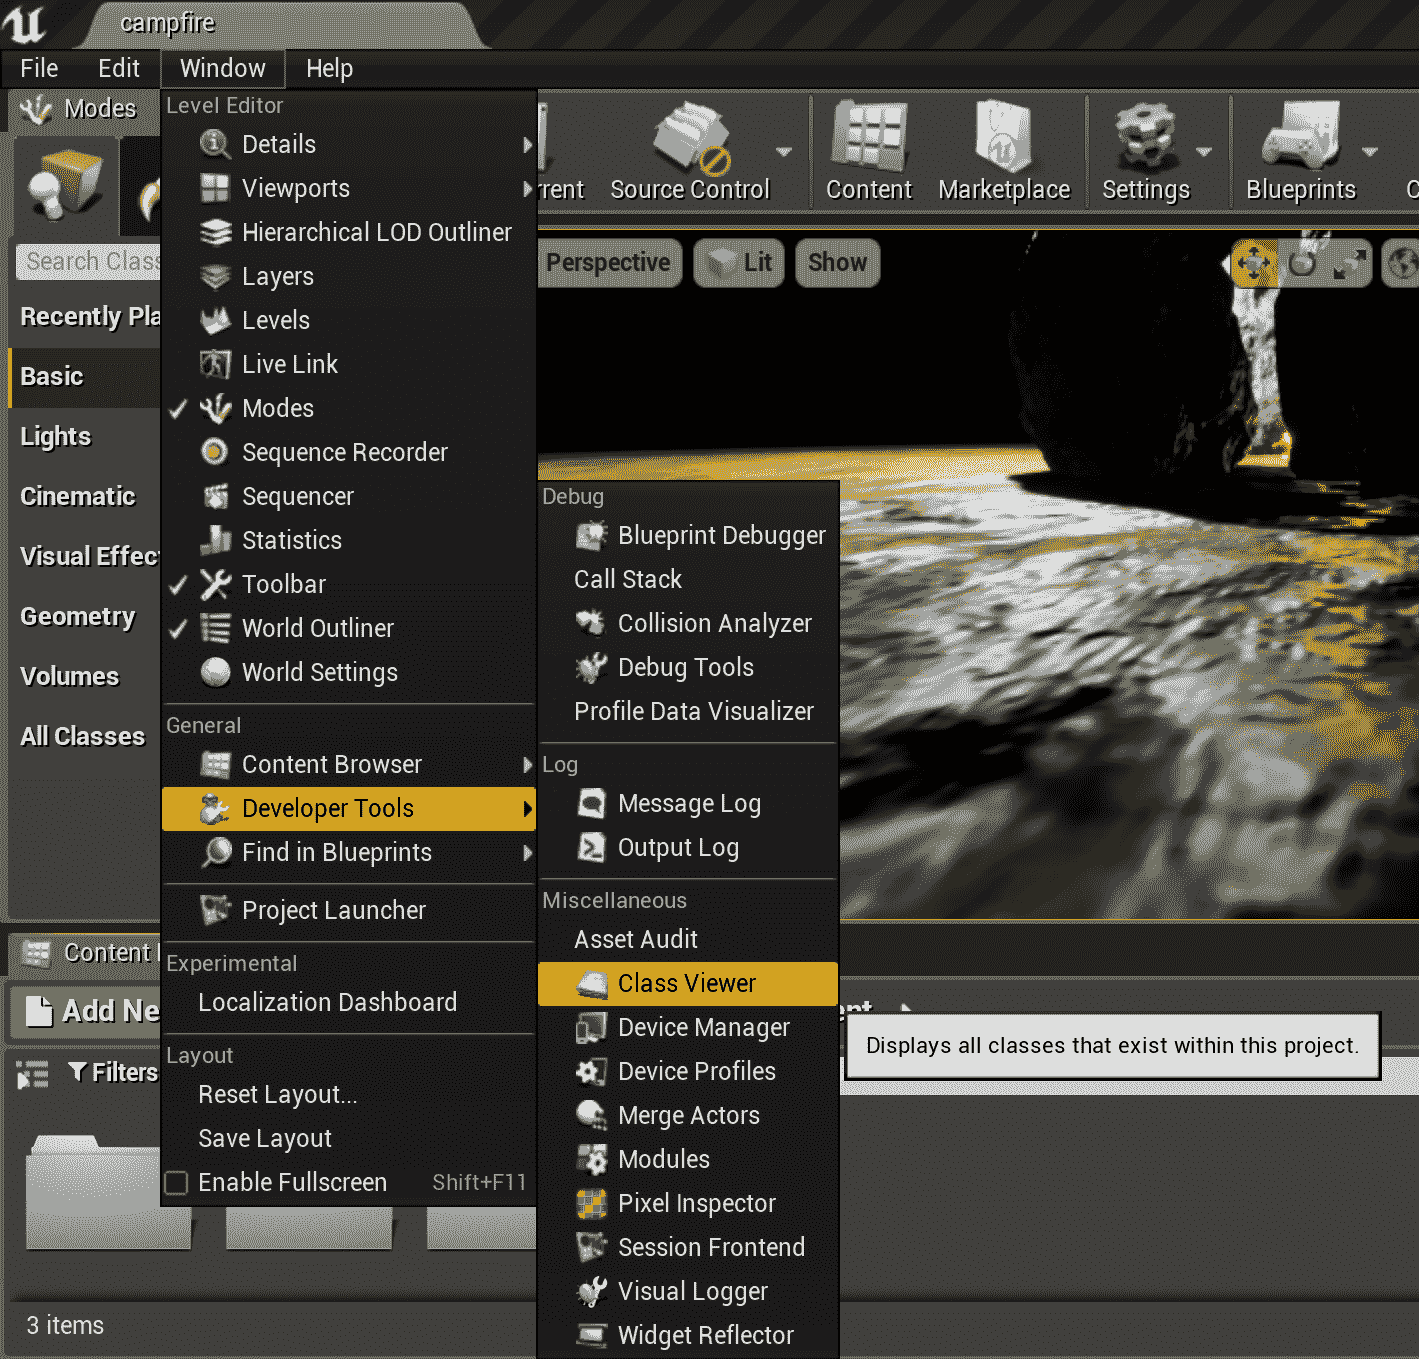 campfire
File Edit Window Help
Modes
rrent
Source Control
Content
Marketplace
Settings
Blueprints
Search Clas
Recently Pla
Basic
Lights
Cinematic
Visual Effec
Geometry
Volumes
All Classes
Level Editor
Details
Viewports
Hierarchical LOD Outliner
Layers
Levels
Live Link
Modes
Sequence Recorder
Sequencer
Statistics
Toolbar
World Outliner
World Settings
General
Content Browser
Developer Tools
Find in Blueprints
Project Launcher
Experimental
Localization Dashboard
Layout
Reset Layout...
Save Layout
Enable Fullscreen Shift+F11
Perspective
Lit
Show
Debug
Blueprint Debugger
Call Stack
Collision Analyzer
Debug Tools
Profile Data Visualizer
Log
Message Log
Output Log
Miscellaneous
Asset Audit
Class Viewer
Device Manager
Device Profiles
Merge Actors
Modules
Pixel Inspector
Session Frontend
Visual Logger
Widget Reflector
Displays all classes that exist within this project.
Content
Add Ne
Filters
3 items